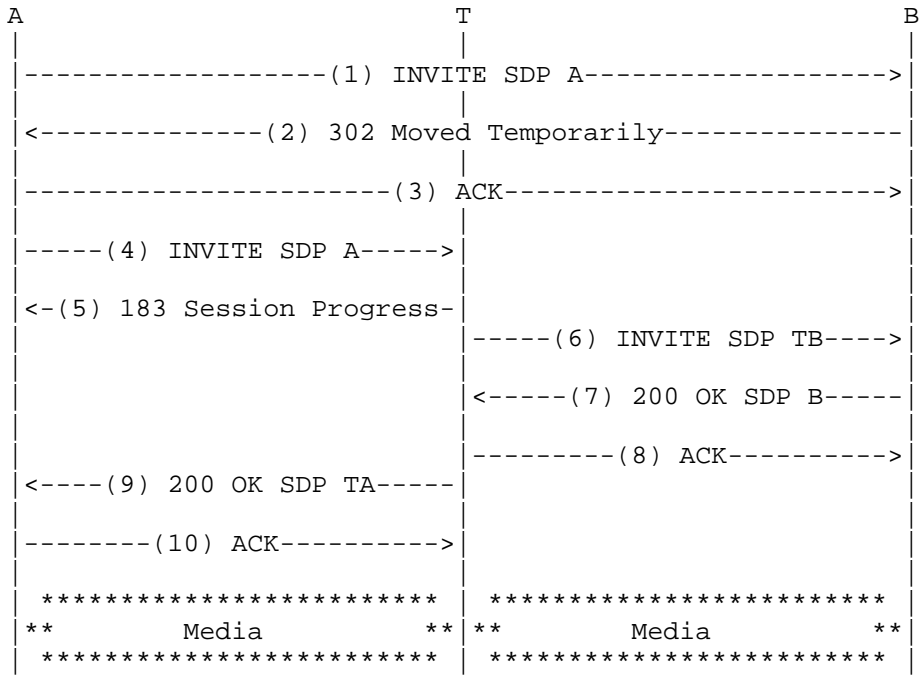 A T B
|-------------------(1) INVITE SDP A------------------->|
|<--------------(2) 302 Moved Temporarily---------------|
|-----------------------(3) ACK------------------------>|
|-----(4) INVITE SDP A----->|
|<-(5) 183 Session Progress-|
|-----(6) INVITE SDP TB---->|
|<-----(7) 200 OK SDP B-----|
|---------(8) ACK---------->|
|<----(9) 200 OK SDP TA-----|
|--------(10) ACK---------->|
| ************************* | ************************* |
|** Media **|** Media **|
| ************************* | ************************* |